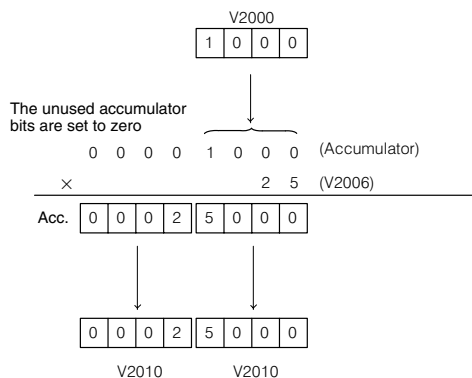 V2000
1 0 0 0
The unused accumulator
bits are set to zero
0 0 0 0 1 0 0 0 (Accumulator)
× 2 5 (V2006)
Acc. 0 0 0 2 5 0 0 0
0 0 0 2 5 0 0 0
V2010 V2010